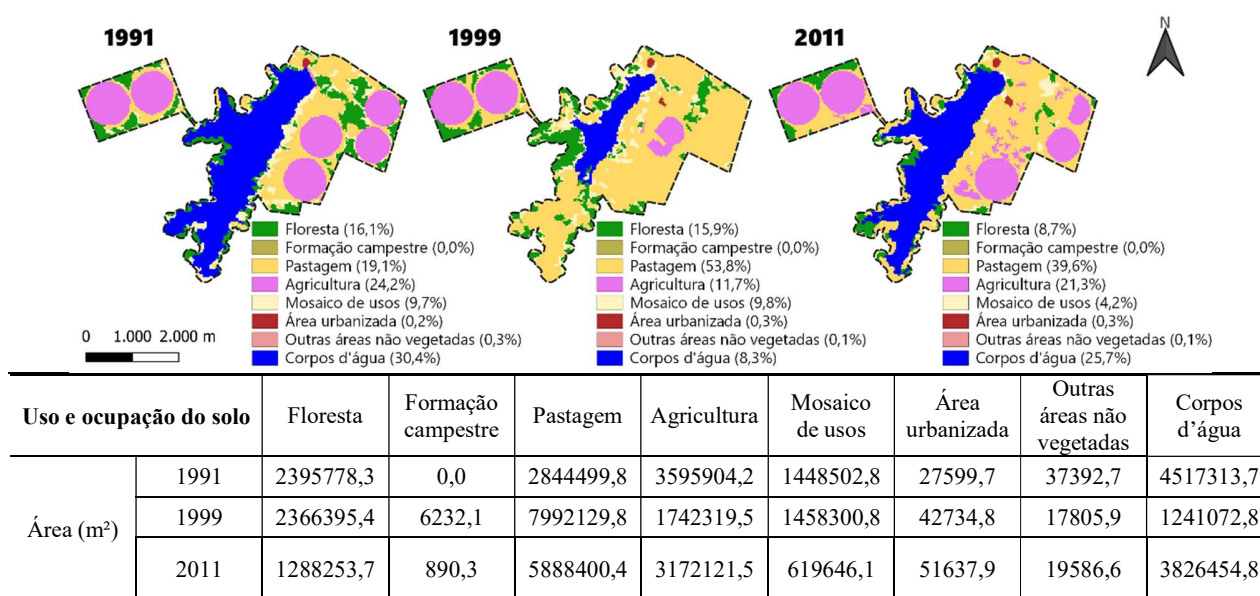 1991
1999
2011
N
Floresta (16,1%)
Formação campestre (0,0%)
Pastagem (19,1%)
Agricultura (24,2%)
Mosaico de usos (9,7%)
Área urbanizada (0,2%)
Outras áreas não vegetadas (0,3%)
Corpos d'água (30,4%)
Floresta (15,9%)
Formação campestre (0,0%)
Pastagem (53,8%)
Agricultura (11,7%)
Mosaico de usos (9,8%)
Área urbanizada (0,3%)
Outras áreas não vegetadas (0,1%)
Corpos d'água (8,3%)
Floresta (8,7%)
Formação campestre (0,0%)
Pastagem (39,6%)
Agricultura (21,3%)
Mosaico de usos (4,2%)
Área urbanizada (0,3%)
Outras áreas não vegetadas (0,1%)
Corpos d'água (25,7%)
0 1.000 2.000 m
Uso e ocupação do solo Floresta Formação campestre Pastagem Agricultura Mosaico de usos Área urbanizada Outras áreas não vegetadas Corpos d’água
Área (m²)
1991 2395778,3 0,0 2844499,8 3595904,2 1448502,8 27599,7 37392,7 4517313,7
1999 2366395,4 6232,1 7992129,8 1742319,5 1458300,8 42734,8 17805,9 1241072,8
2011 1288253,7 890,3 5888400,4 3172121,5 619646,1 51637,9 19586,6 3826454,8